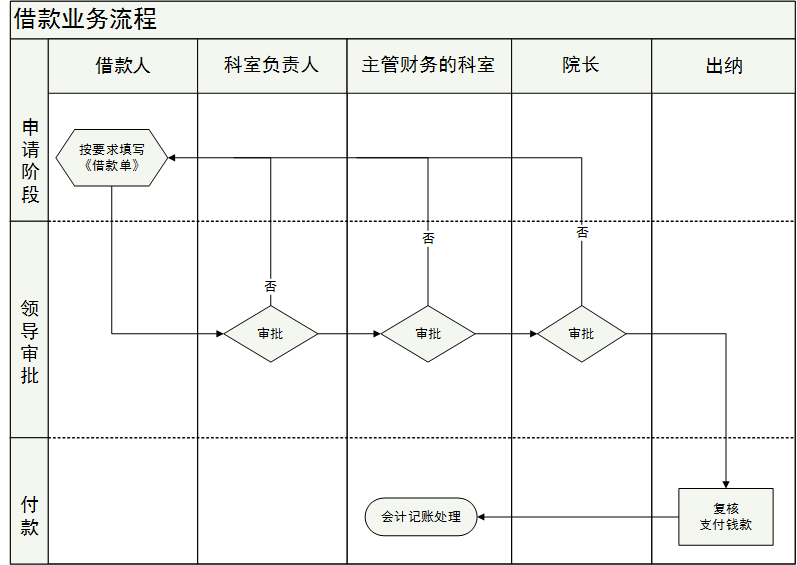 借款业务流程
借款人
科室负责人
主管财务的科室
院长
出纳
申请阶段
按要求填写
《借款单》
否
否
否
领导审批
审批
审批
审批
付款
会计记账处理
复核
支付钱款